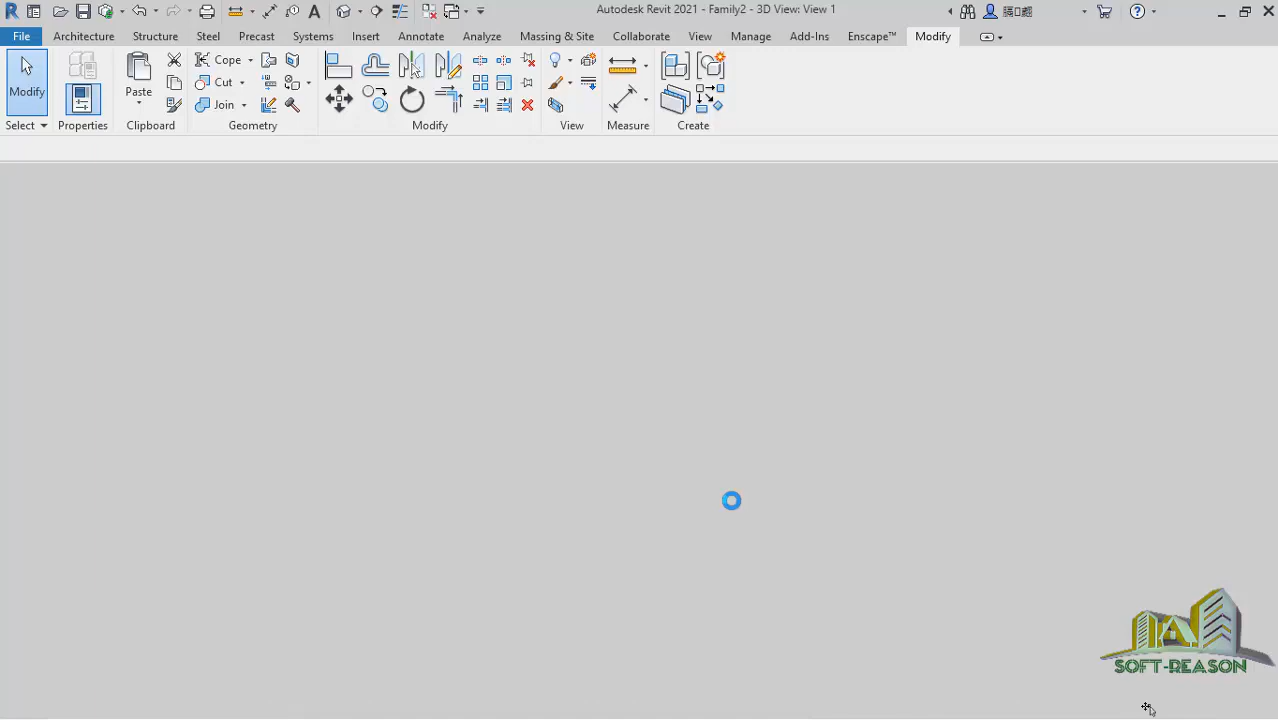 Autodesk Revit 2021 - Family2 - 3D View: View 1
File Architecture Structure Steel Precast Systems Insert Annotate Analyze Massing & Site Collaborate View Manage Add-Ins Enscape™ Modify
Modify Paste Cope Cut Join
Select Properties Clipboard Geometry Modify View Measure Create
SOFT-REASON